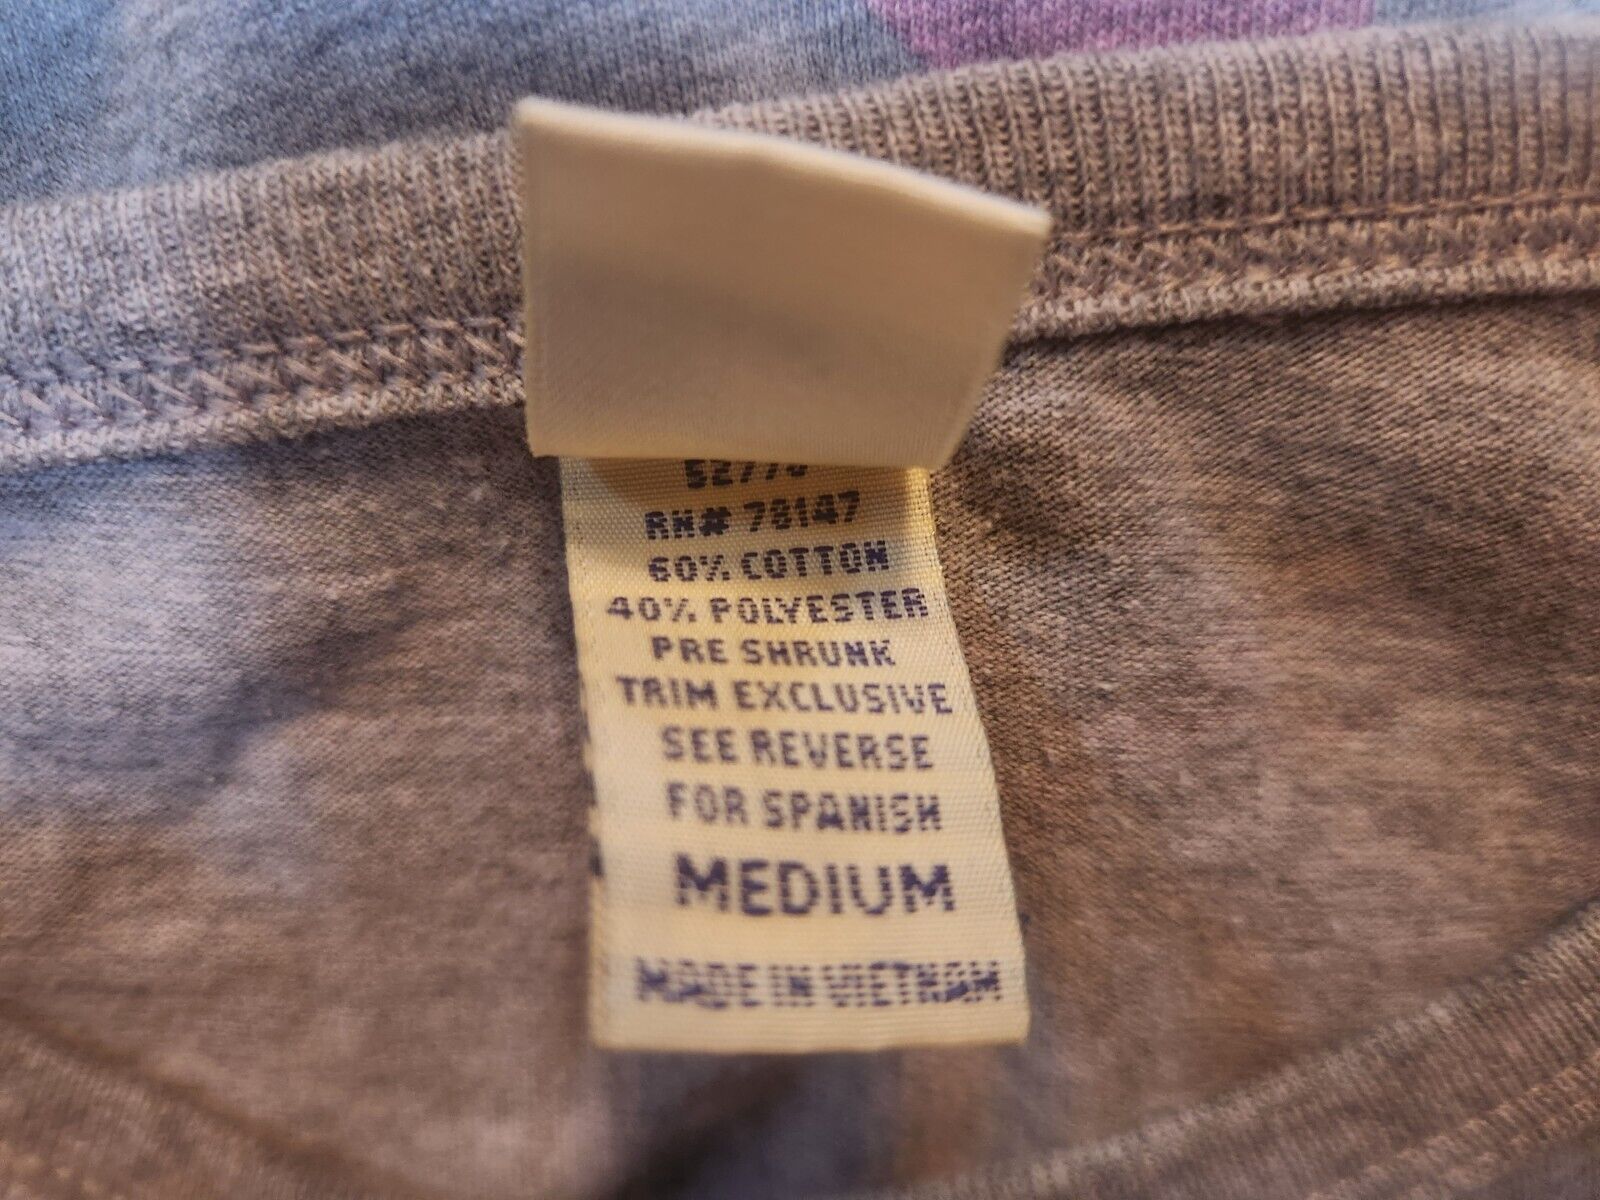 RN# 78147
60% COTTON
40% POLYESTER
PRE SHRUNK
TRIM EXCLUSIVE
SEE REVERSE
FOR SPANISH
MEDIUM
MADE IN VIETNAM